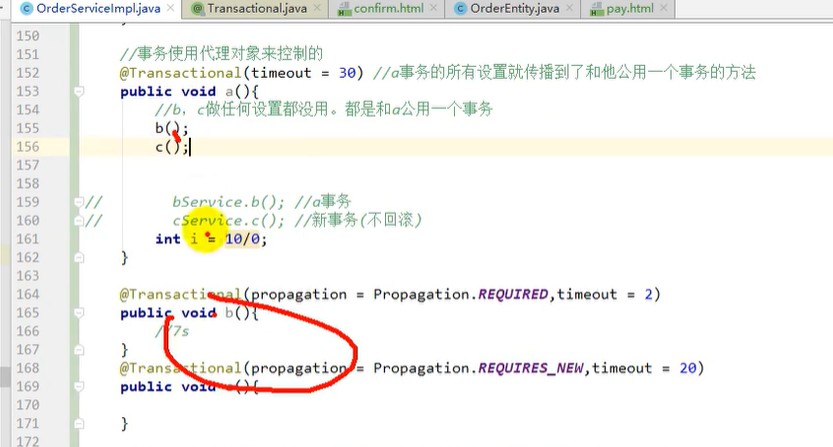 OrderServiceImpl.java Transactional.java confirm.html OrderEntity.java pay.html
150
151 //事务使用代理对象来控制的
152 @Transactional(timeout = 30) //a事务的所有设置就传播到了和他公用一个事务的方法
153 public void a(){
154 //b，c做任何设置都没用。都是和a公用一个事务
155 b();
156 c();
157
158
159 // bService.b(); //a事务
160 // cService.c(); //新事务(不回滚)
161 int i = 10/0;
162 }
163
164 @Transactional(propagation = Propagation.REQUIRED,timeout = 2)
165 public void b(){
166 //7s
167 }
168 @Transactional(propagation = Propagation.REQUIRES_NEW,timeout = 20)
169 public void c(){
170
171 }
172